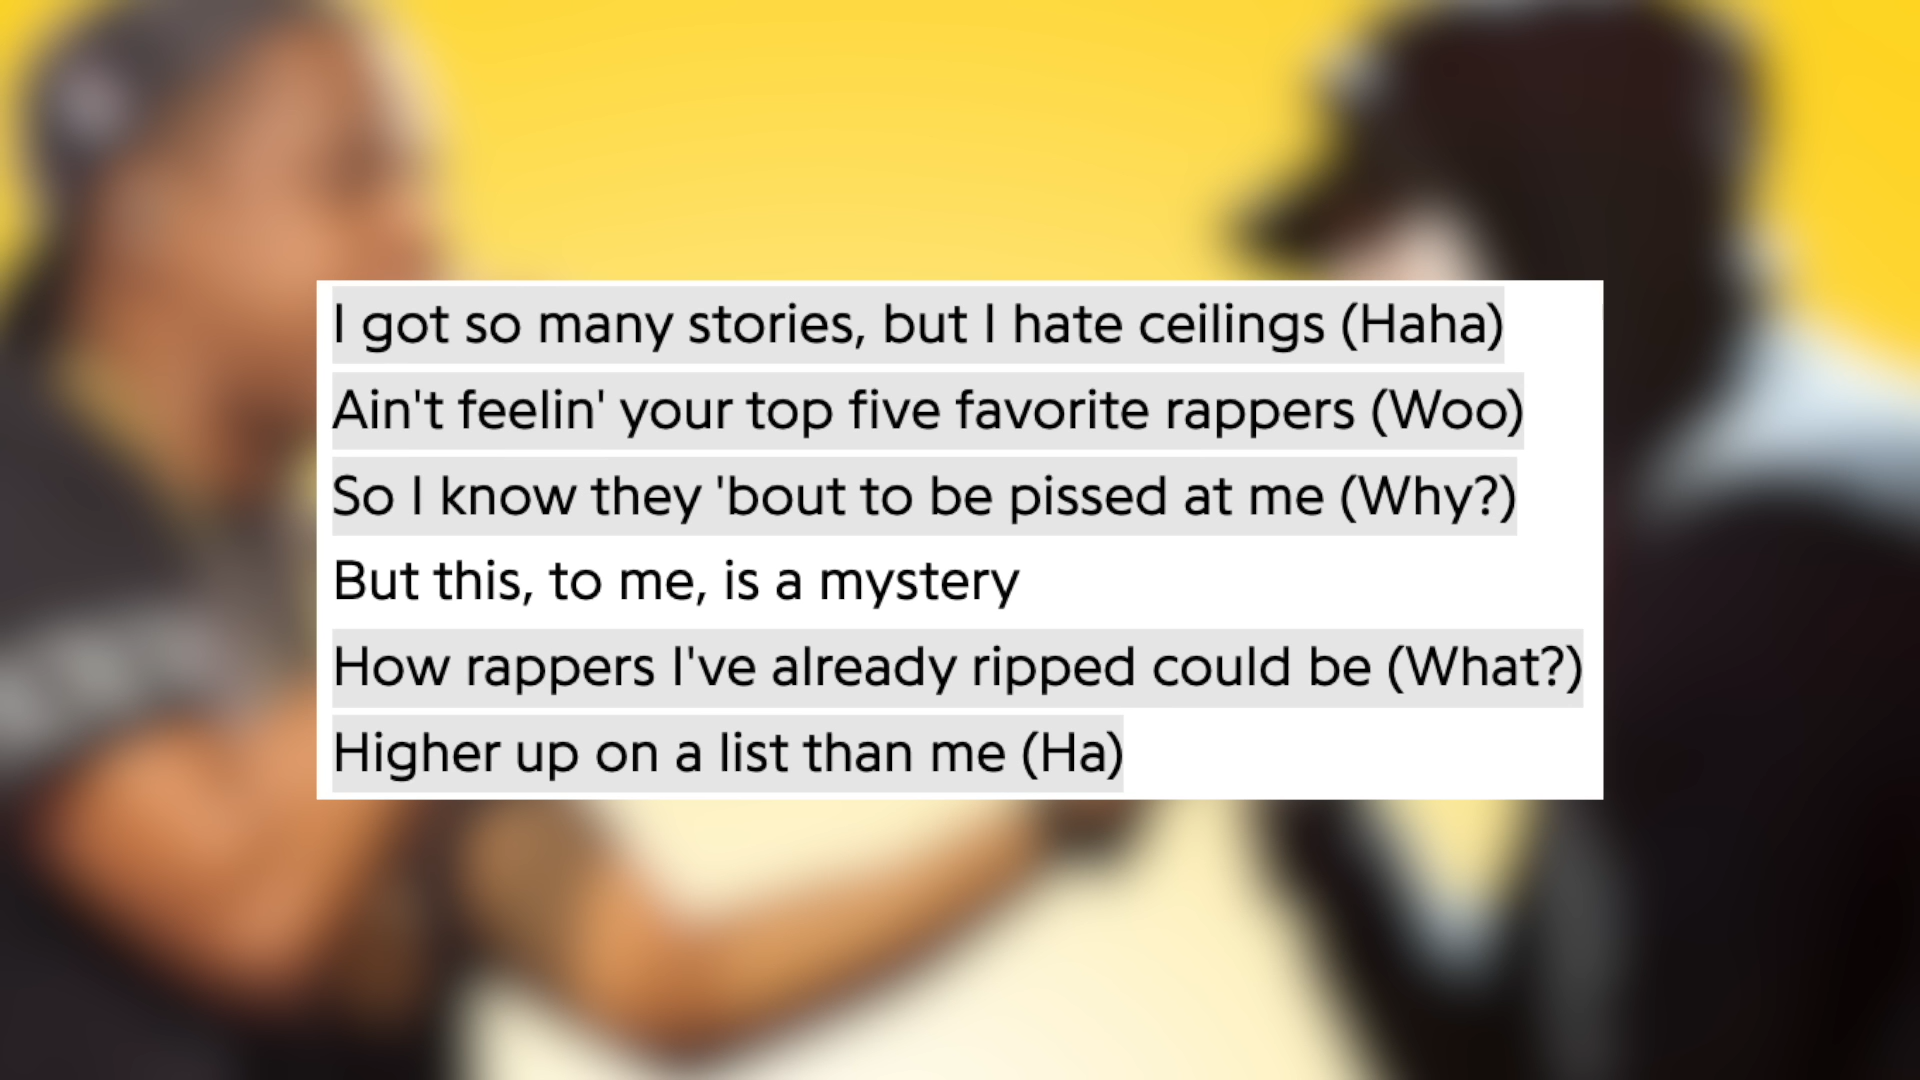 I got so many stories, but I hate ceilings (Haha)
Ain't feelin' your top five favorite rappers (Woo)
So I know they 'bout to be pissed at me (Why?)
But this, to me, is a mystery
How rappers I've already ripped could be (What?)
Higher up on a list than me (Ha)